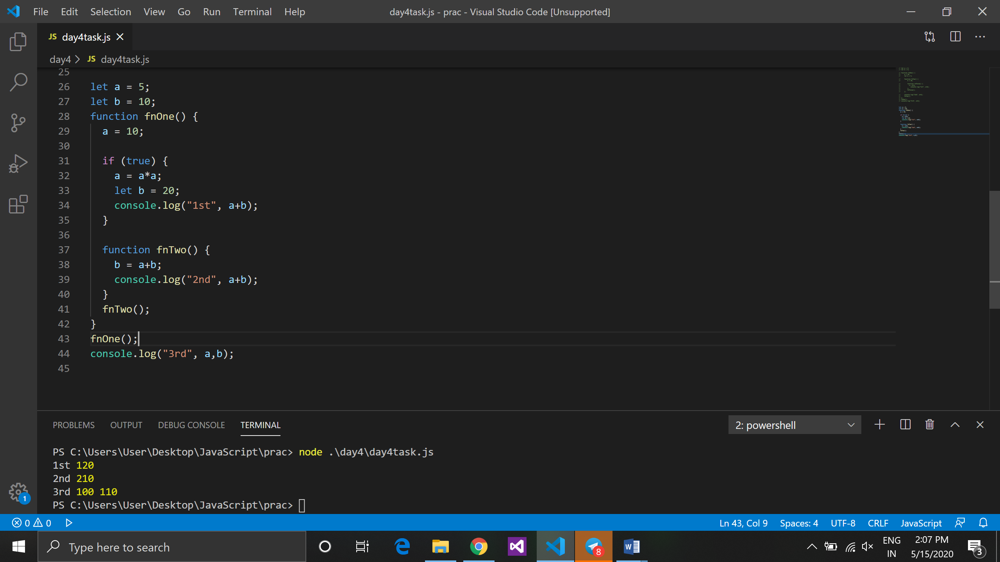 File Edit Selection View Go Run Terminal Help day4task.js - prac - Visual Studio Code [Unsupported]
JS day4task.js
day4 > JS day4task.js
25
26 let a = 5;
27 let b = 10;
28 function fnOne() {
29 a = 10;
30
31 if (true) {
32 a = a*a;
33 let b = 20;
34 console.log("1st", a+b);
35 }
36
37 function fnTwo() {
38 b = a+b;
39 console.log("2nd", a+b);
40 }
41 fnTwo();
42 }
43 fnOne();
44 console.log("3rd", a,b);
45
PROBLEMS OUTPUT DEBUG CONSOLE TERMINAL 2: powershell
PS C:\Users\User\Desktop\JavaScript\prac> node .\day4\day4task.js
1st 120
2nd 210
3rd 100 110
PS C:\Users\User\Desktop\JavaScript\prac>
1
0 0 Ln 43, Col 9 Spaces: 4 UTF-8 CRLF JavaScript
Type here to search 8 ENG 2:07 PM
IN 5/15/2020 3